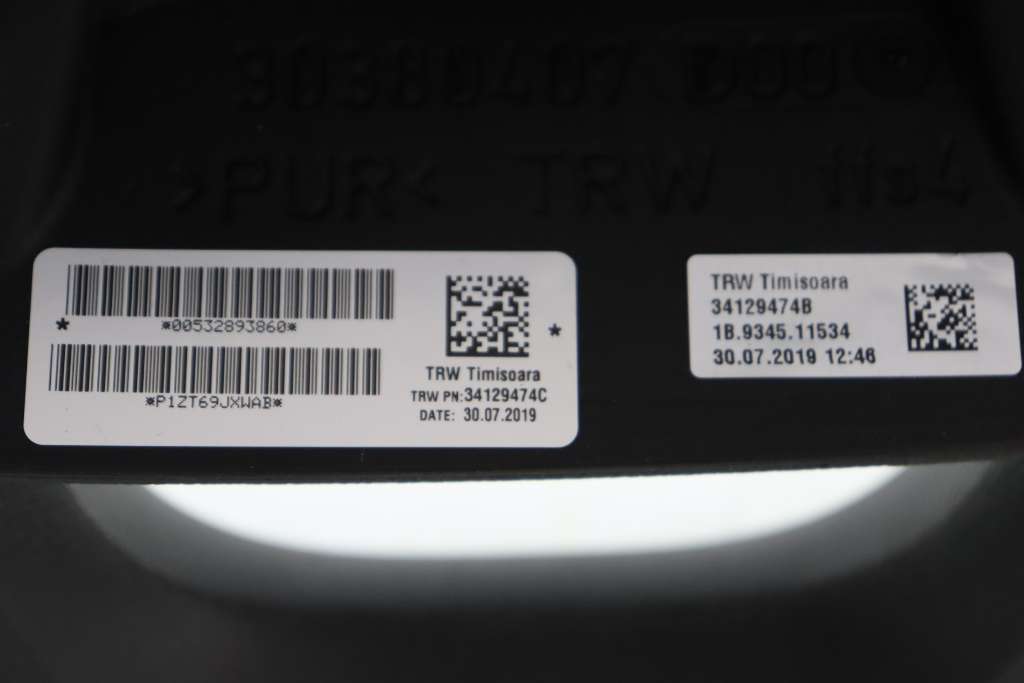 30380407
>PUR< TRW
*00532893860*
*P1ZT69JXWAB*
* *
TRW Timisoara
TRW PN:34129474C
DATE: 30.07.2019
TRW Timisoara
34129474B
1B.9345.11534
30.07.2019 12:46